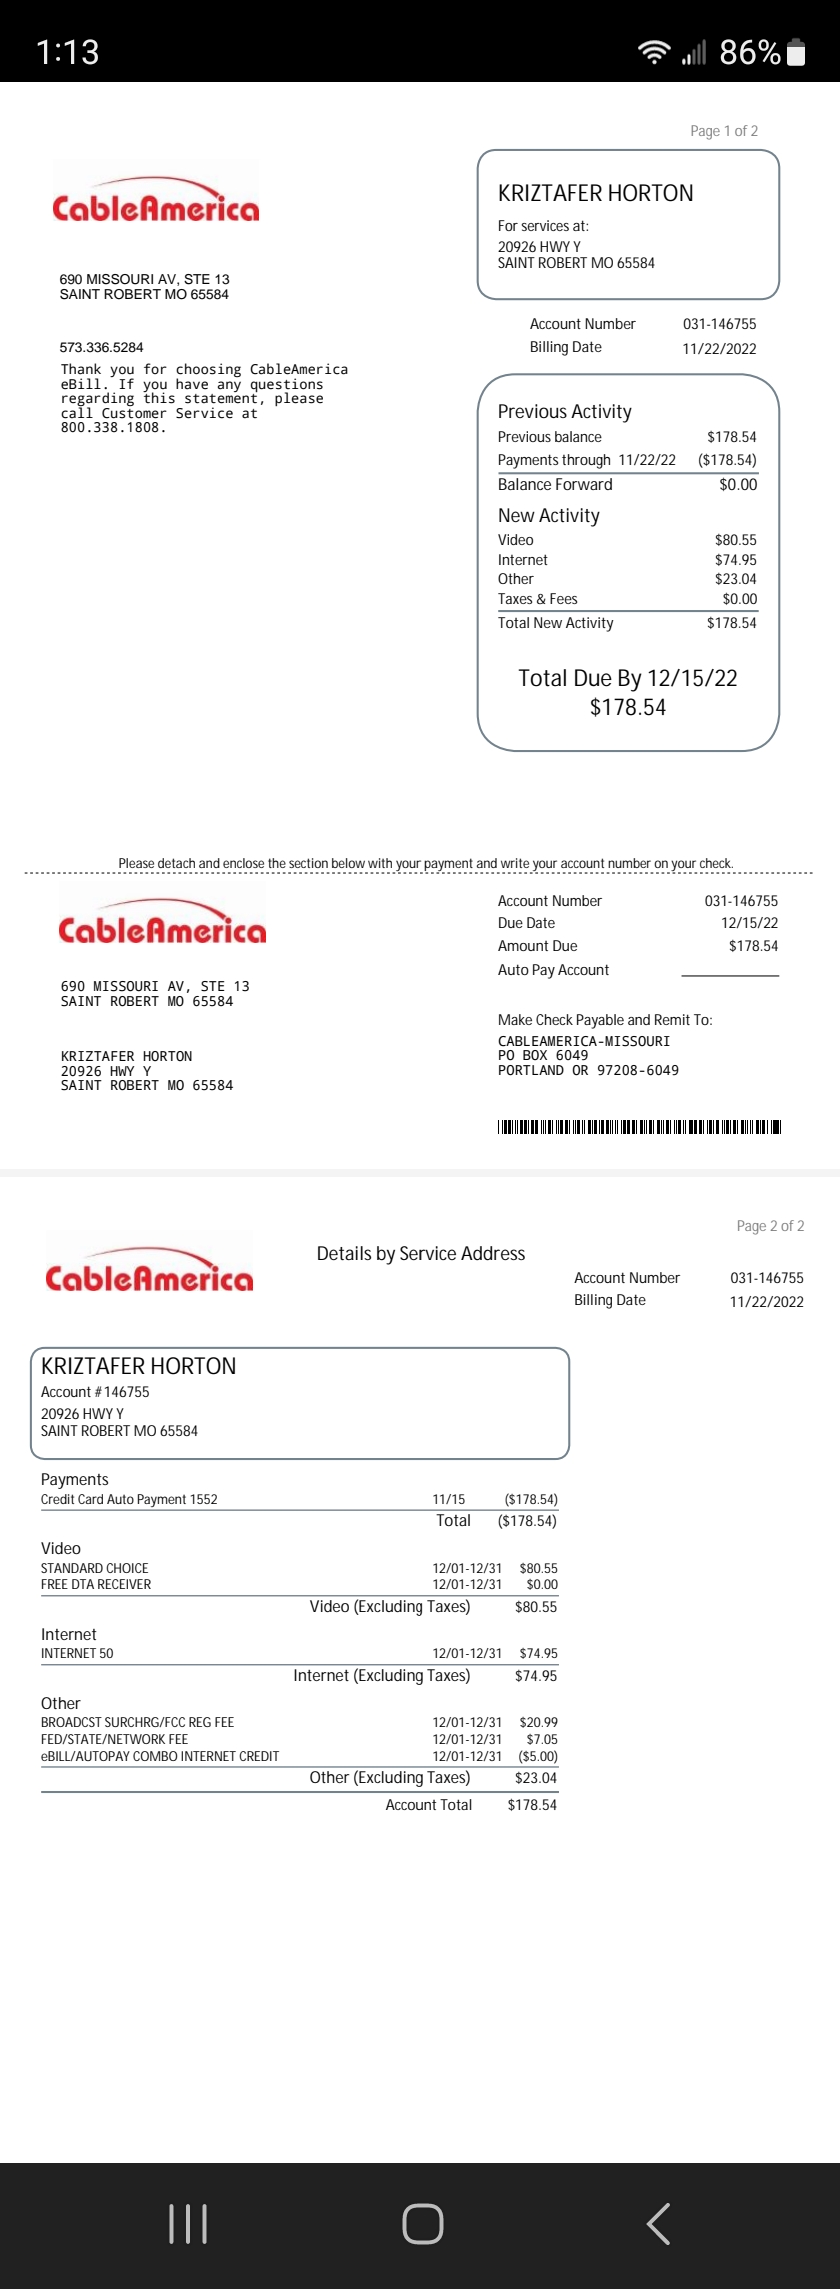 1:13
86%
Page 1 of 2
CableAmerica
KRIZTAFER HORTON
For services at:
20926 HWY Y
SAINT ROBERT MO 65584
690 MISSOURI AV, STE 13
SAINT ROBERT MO 65584
Account Number 031-146755
Billing Date 11/22/2022
573.336.5284
Thank you for choosing CableAmerica
eBill. If you have any questions
regarding this statement, please
call Customer Service at
800.338.1808.
Previous Activity
Previous balance $178.54
Payments through 11/22/22 ($178.54)
Balance Forward $0.00
New Activity
Video $80.55
Internet $74.95
Other $23.04
Taxes & Fees $0.00
Total New Activity $178.54
Total Due By 12/15/22
$178.54
Please detach and enclose the section below with your payment and write your account number on your check.
CableAmerica
690 MISSOURI AV, STE 13
SAINT ROBERT MO 65584
KRIZTAFER HORTON
20926 HWY Y
SAINT ROBERT MO 65584
Account Number 031-146755
Due Date 12/15/22
Amount Due $178.54
Auto Pay Account
Make Check Payable and Remit To:
CABLEAMERICA-MISSOURI
PO BOX 6049
PORTLAND OR 97208-6049
Page 2 of 2
CableAmerica
Details by Service Address
Account Number 031-146755
Billing Date 11/22/2022
KRIZTAFER HORTON
Account # 146755
20926 HWY Y
SAINT ROBERT MO 65584
Payments
Credit Card Auto Payment 1552 11/15 ($178.54)
Total ($178.54)
Video
STANDARD CHOICE 12/01-12/31 $80.55
FREE DTA RECEIVER 12/01-12/31 $0.00
Video (Excluding Taxes) $80.55
Internet
INTERNET 50 12/01-12/31 $74.95
Internet (Excluding Taxes) $74.95
Other
BROADCST SURCHRG/FCC REG FEE 12/01-12/31 $20.99
FED/STATE/NETWORK FEE 12/01-12/31 $7.05
eBILL/AUTOPAY COMBO INTERNET CREDIT 12/01-12/31 ($5.00)
Other (Excluding Taxes) $23.04
Account Total $178.54